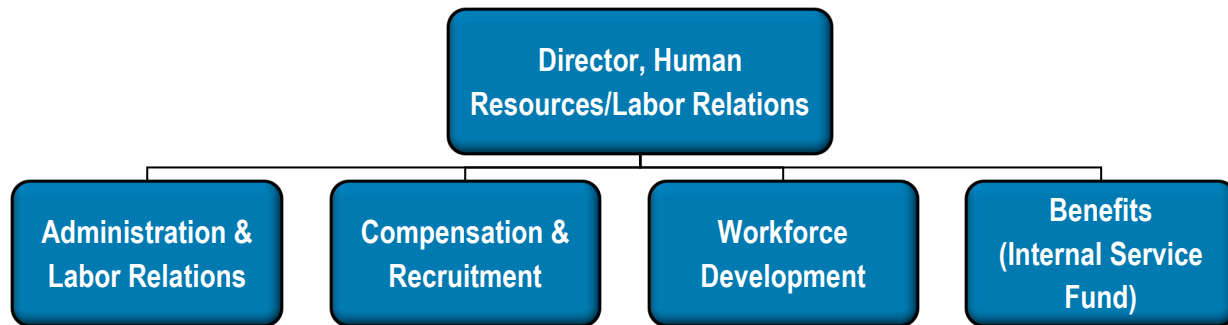 Director, Human
Resources/Labor Relations
Administration &
Labor Relations
Compensation &
Recruitment
Workforce
Development
Benefits
(Internal Service
Fund)